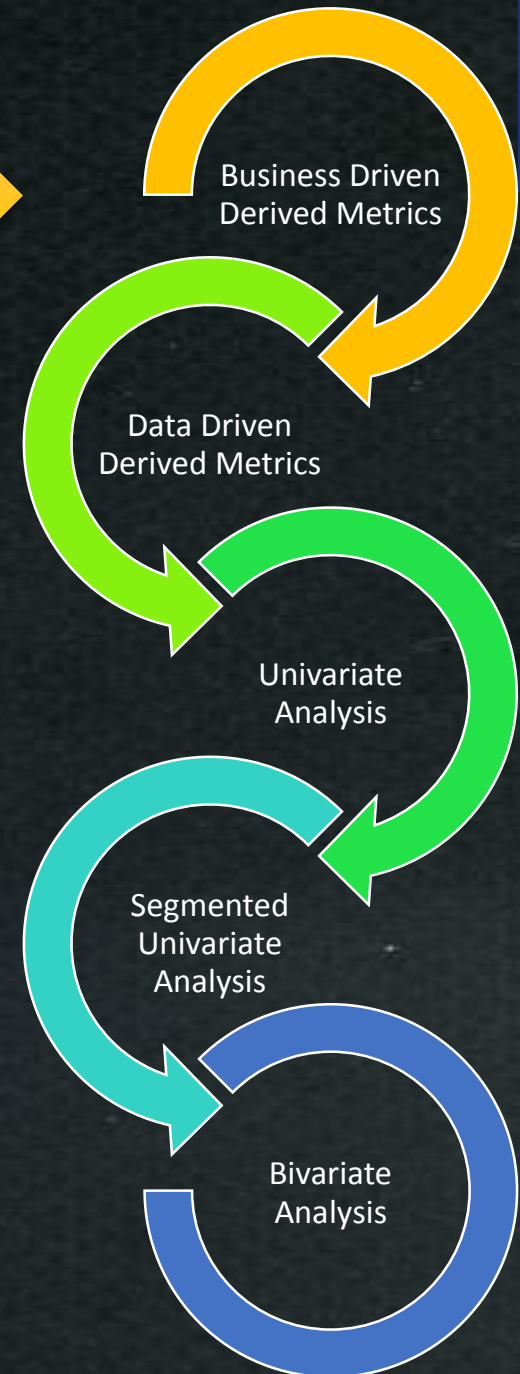 Business Driven
Derived Metrics
Data Driven
Derived Metrics
Univariate
Analysis
Segmented
Univariate
Analysis
Bivariate
Analysis